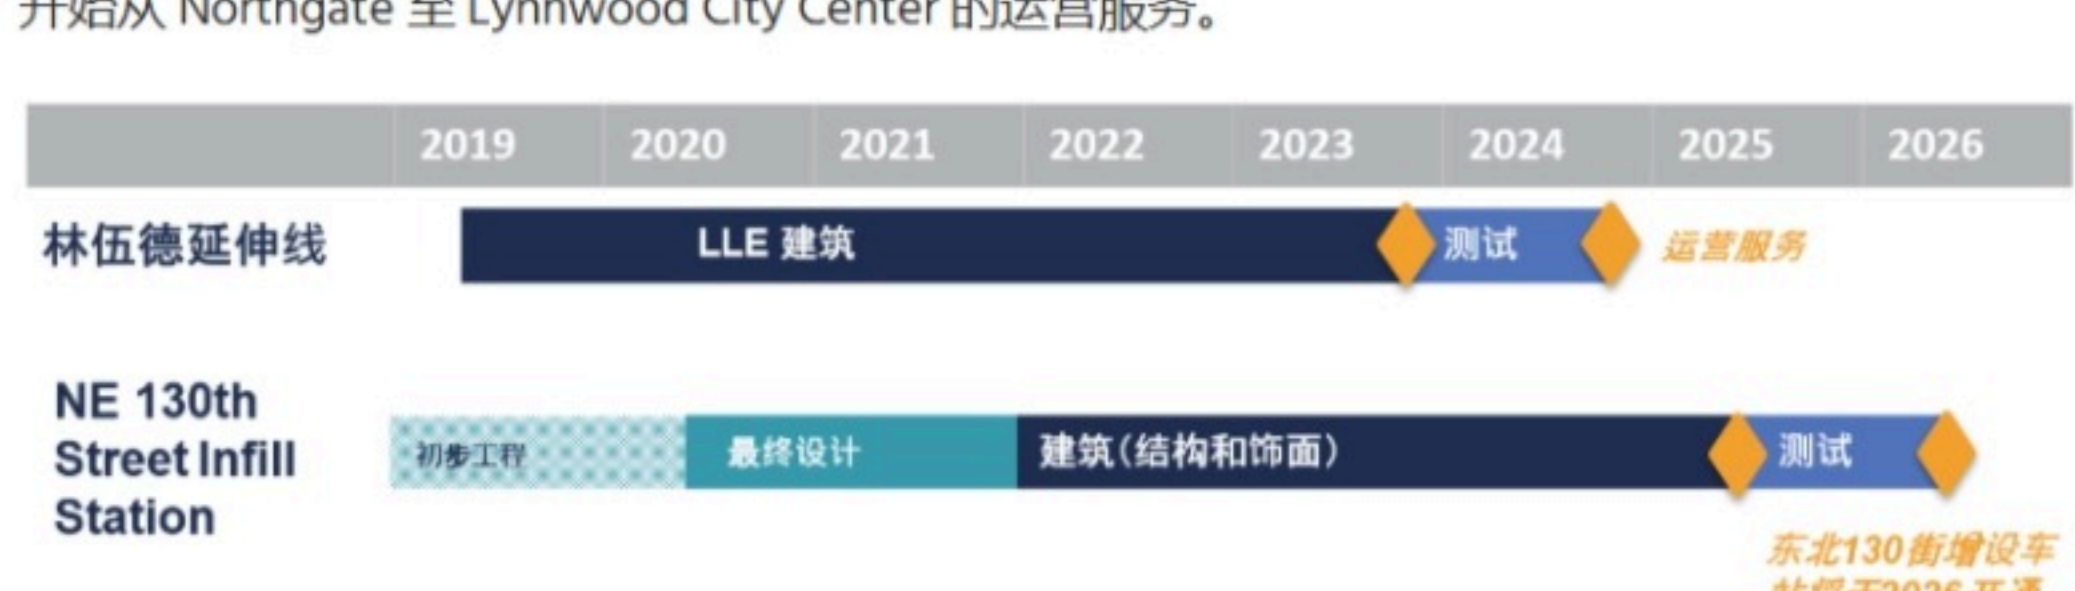 开始从 Northgate 至 Lynnwood City Center 的运营服务。
2019 2020 2021 2022 2023 2024 2025 2026
林伍德延伸线 LLE 建筑 测试 运营服务
NE 130th
Street Infill
Station
初步工程 最终设计 建筑(结构和饰面) 测试
东北130街增设车